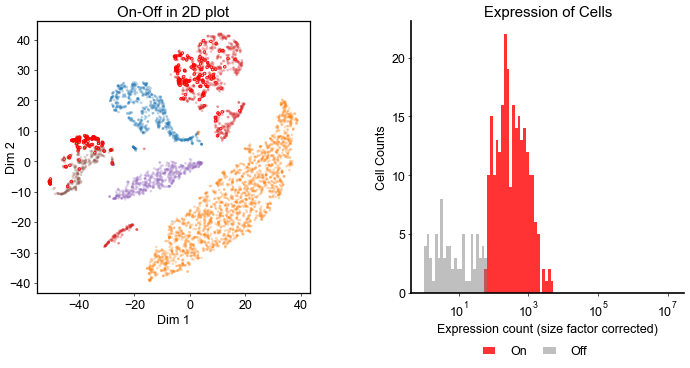 On-Off in 2D plot
40
30
20
10
0
−10
−20
−30
−40
Dim 2
−40
−20
0
20
40
Dim 1
Expression of Cells
20
15
10
5
0
Cell Counts
10^1
10^3
10^5
10^7
Expression count (size factor corrected)
On
Off